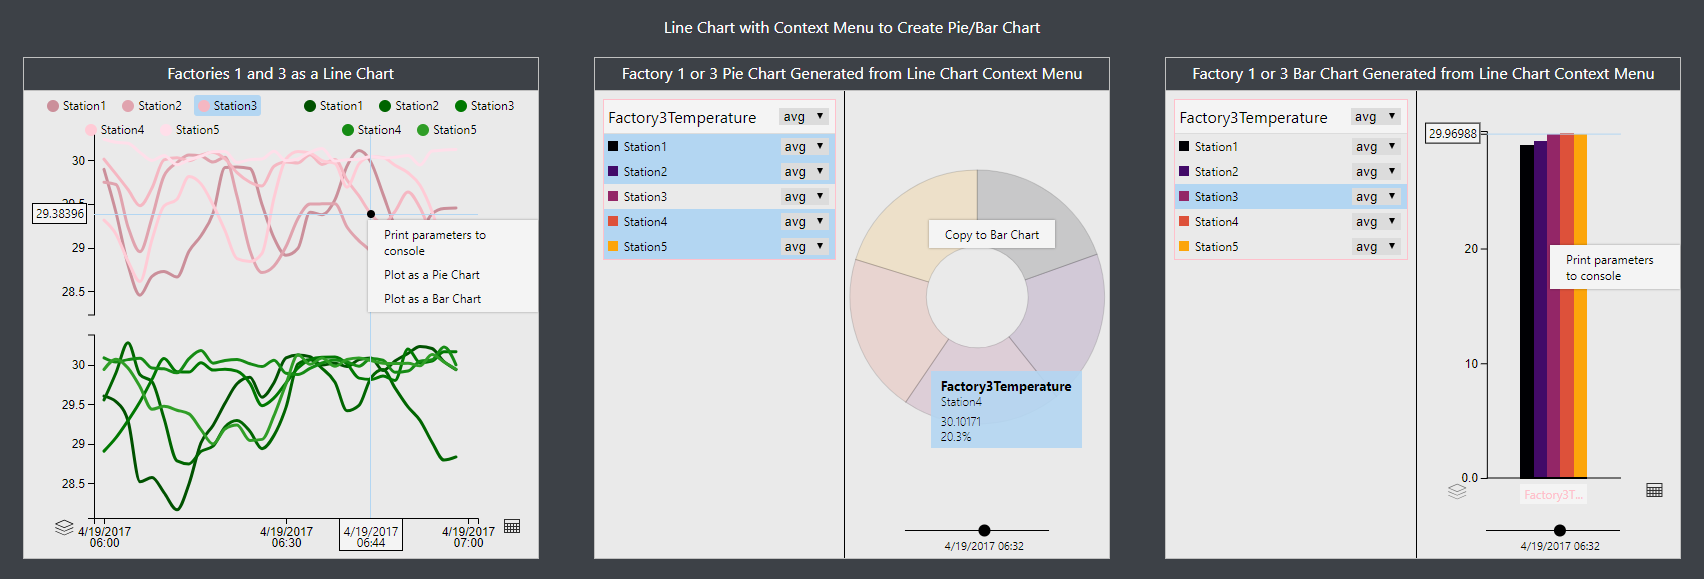 Line Chart with Context Menu to Create Pie/Bar Chart
Factories 1 and 3 as a Line Chart
Station1 Station2 Station3 Station1 Station2 Station3
Station4 Station5 Station4 Station5
30
29.5
29.38396
29
28.5
Print parameters to
console
Plot as a Pie Chart
Plot as a Bar Chart
30
29.5
29
28.5
4/19/2017 4/19/2017 4/19/2017 4/19/2017
06:00 06:30 06:44 07:00
Factory 1 or 3 Pie Chart Generated from Line Chart Context Menu
Factory3Temperature avg
Station1 avg
Station2 avg
Station3 avg
Station4 avg
Station5 avg
Copy to Bar Chart
Factory3Temperature
Station4
30.10171
20.3%
4/19/2017 06:32
Factory 1 or 3 Bar Chart Generated from Line Chart Context Menu
Factory3Temperature avg
Station1 avg
Station2 avg
Station3 avg
Station4 avg
Station5 avg
29.96988
20
Print parameters
to console
10
0.0
Factory3T...
4/19/2017 06:32